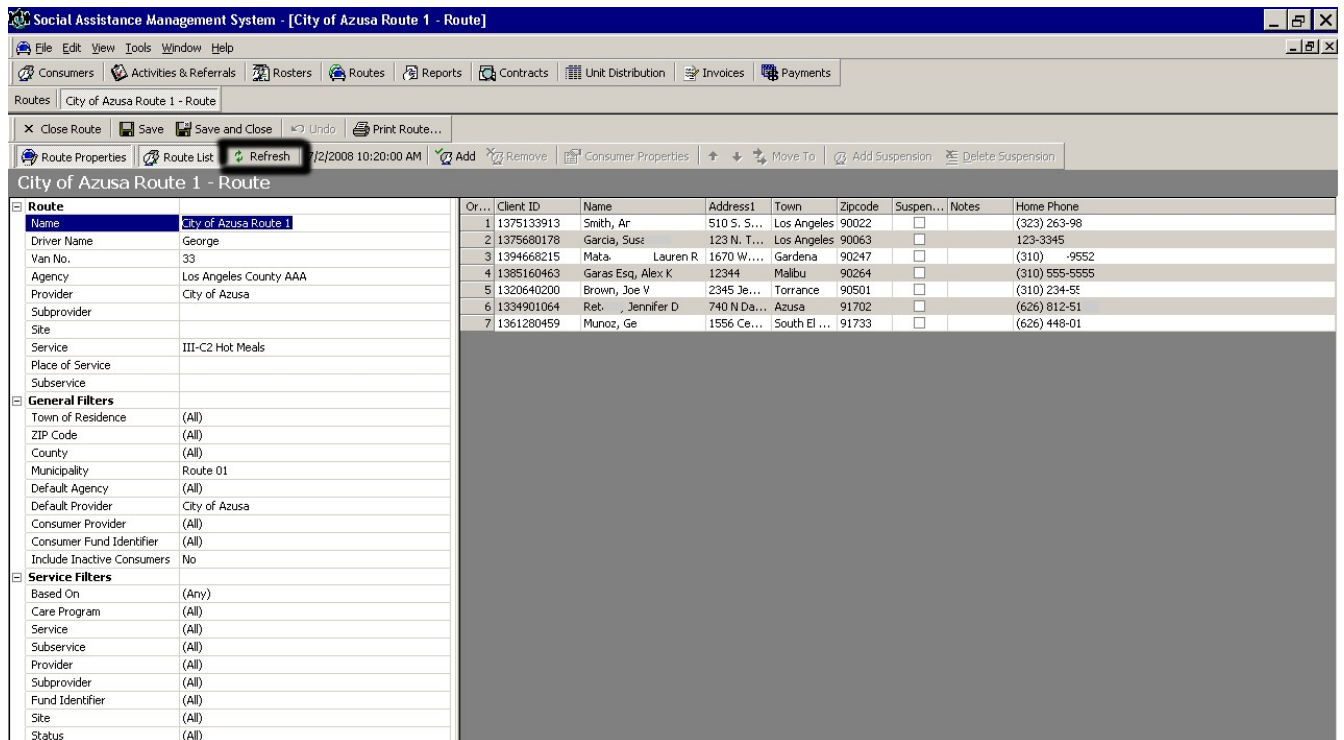 Social Assistance Management System - [City of Azusa Route 1 - Route]
File Edit View Tools Window Help
Consumers Activities & Referrals Rosters Routes Reports Contracts Unit Distribution Invoices Payments
Routes City of Azusa Route 1 - Route
Close Route Save Save and Close Undo Print Route...
Route Properties Route List Refresh 7/2/2008 10:20:00 AM Add Remove Consumer Properties Move To Add Suspension Delete Suspension
City of Azusa Route 1 - Route
Route
Name City of Azusa Route 1
Driver Name George
Van No. 33
Agency Los Angeles County AAA
Provider City of Azusa
Subprovider
Site
Service III-C2 Hot Meals
Place of Service
Subservice
General Filters
Town of Residence (All)
ZIP Code (All)
County (All)
Municipality Route 01
Default Agency (All)
Default Provider City of Azusa
Consumer Provider (All)
Consumer Fund Identifier (All)
Include Inactive Consumers No
Service Filters
Based On (Any)
Care Program (All)
Service (All)
Subservice (All)
Provider (All)
Subprovider (All)
Fund Identifier (All)
Site (All)
Status (All)
Or... Client ID Name Address1 Town Zipcode Suspen... Notes Home Phone
1 1375133913 Smith, Ar 510 S. S... Los Angeles 90022 (323) 263-98
2 1375680178 Garcia, Susa 123 N. T... Los Angeles 90063 123-3345
3 1394668215 Mata Lauren R 1670 W.... Gardena 90247 (310) -9552
4 1385160463 Garas Esq, Alex K 12344 Malibu 90264 (310) 555-5555
5 1320640200 Brown, Joe V 2345 Je... Torrance 90501 (310) 234-55
6 1334901064 Ret , Jennifer D 740 N Da... Azusa 91702 (626) 812-51
7 1361280459 Munoz, Ge 1556 Ce... South El ... 91733 (626) 448-01